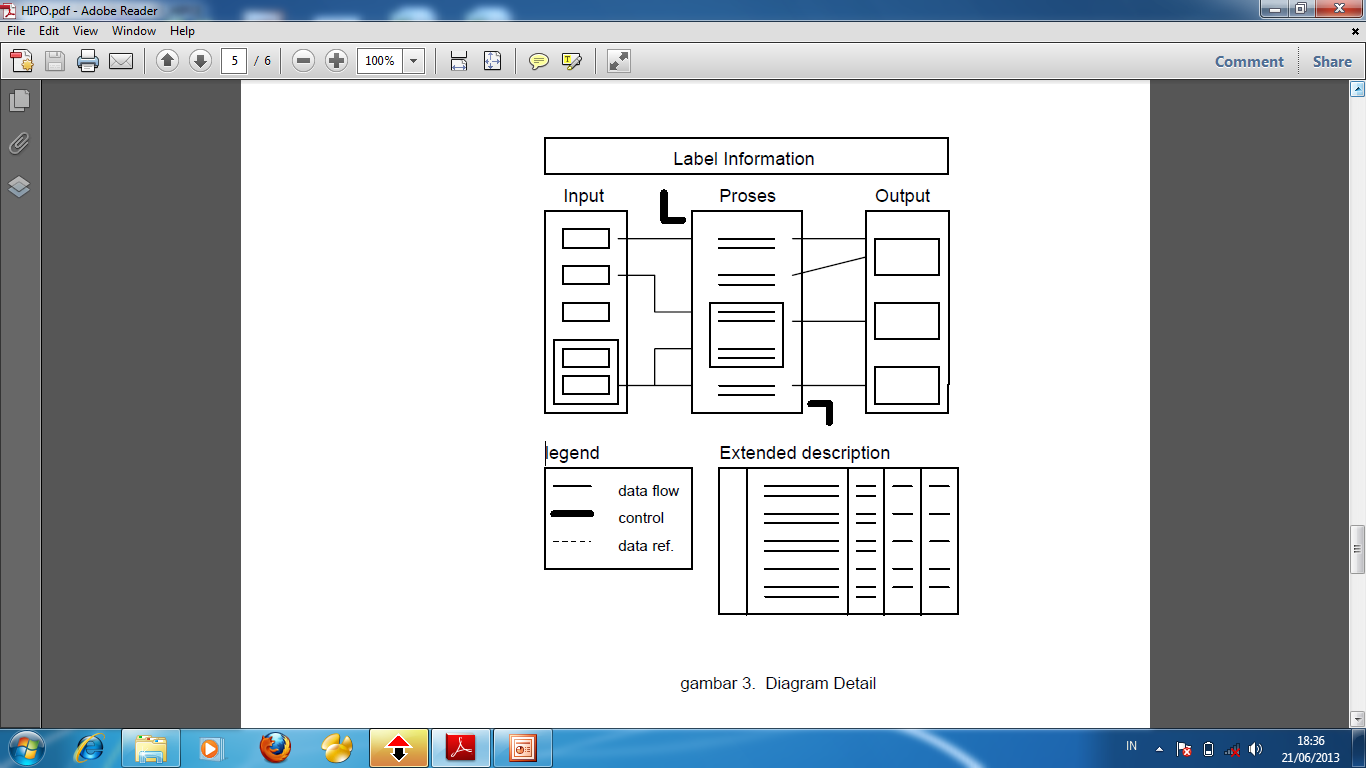 HIPO.pdf - Adobe Reader
File Edit View Window Help
5 / 6 100% Comment Share
Label Information
Input Proses Output
legend Extended description
data flow
control
data ref.
gambar 3. Diagram Detail
IN 18:36
21/06/2013